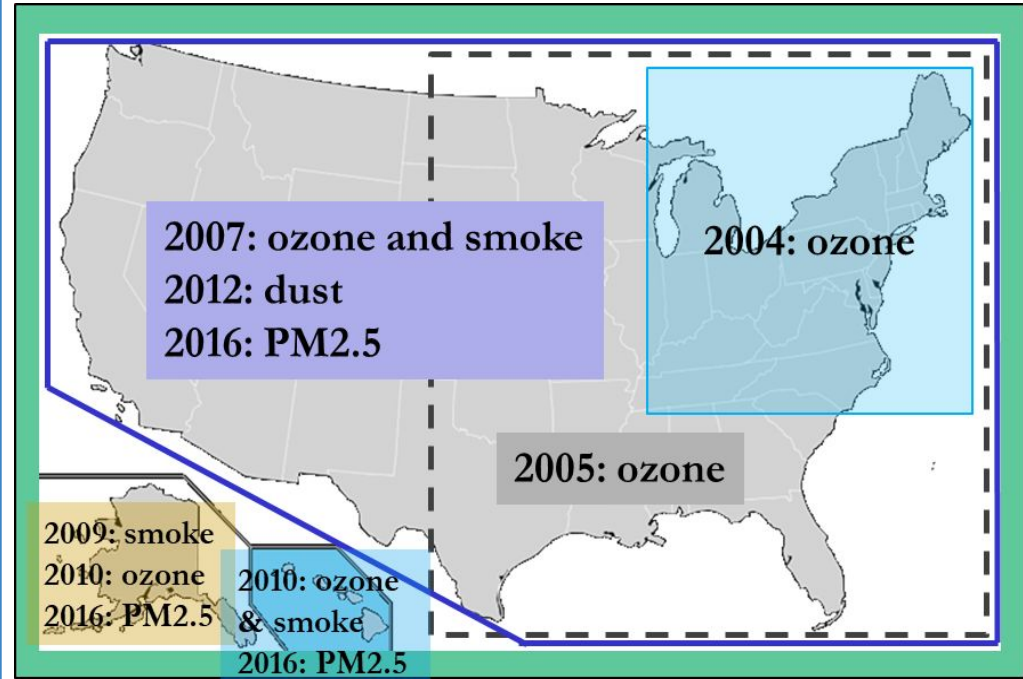 2007: ozone and smoke
2012: dust
2016: PM2.5
2004: ozone
2005: ozone
2009: smoke
2010: ozone
2016: PM2.5
2010: ozone
& smoke
2016: PM2.5